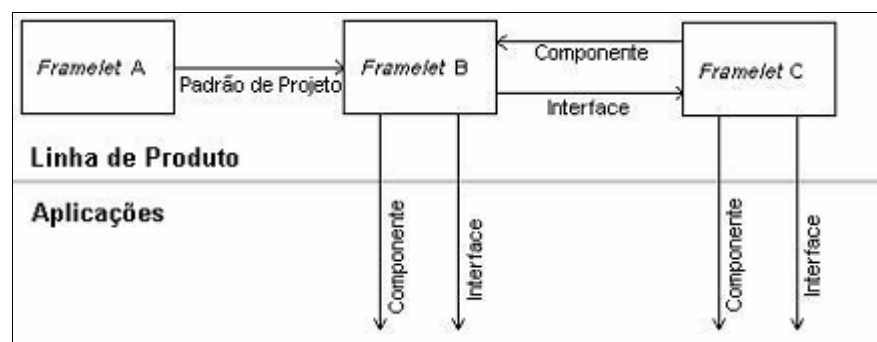 Framelet A
Padrão de Projeto
Framelet B
Componente
Interface
Framelet C
Linha de Produto
Aplicações
Componente
Interface
Componente
Interface